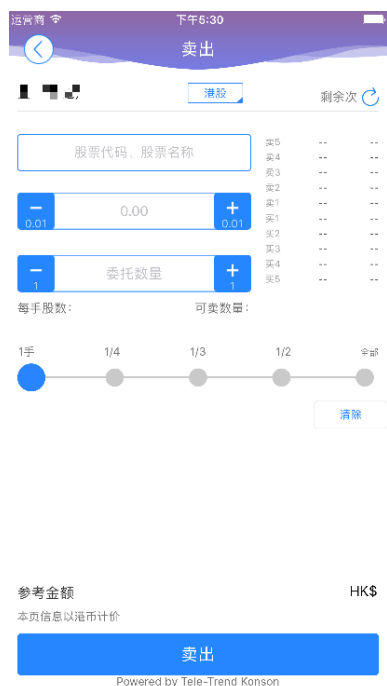 运营商 下午5:30
卖出
港股
剩余次
股票代码、股票名称
0.01 0.00 0.01
1 委托数量 1
卖5 -- --
卖4 -- --
卖3 -- --
卖2 -- --
卖1 -- --
买1 -- --
买2 -- --
买3 -- --
买4 -- --
买5 -- --
每手股数: 可卖数量:
1手 1/4 1/3 1/2 全部
清除
参考金额 HK$
本页信息以港币计价
卖出
Powered by Tele-Trend Konson